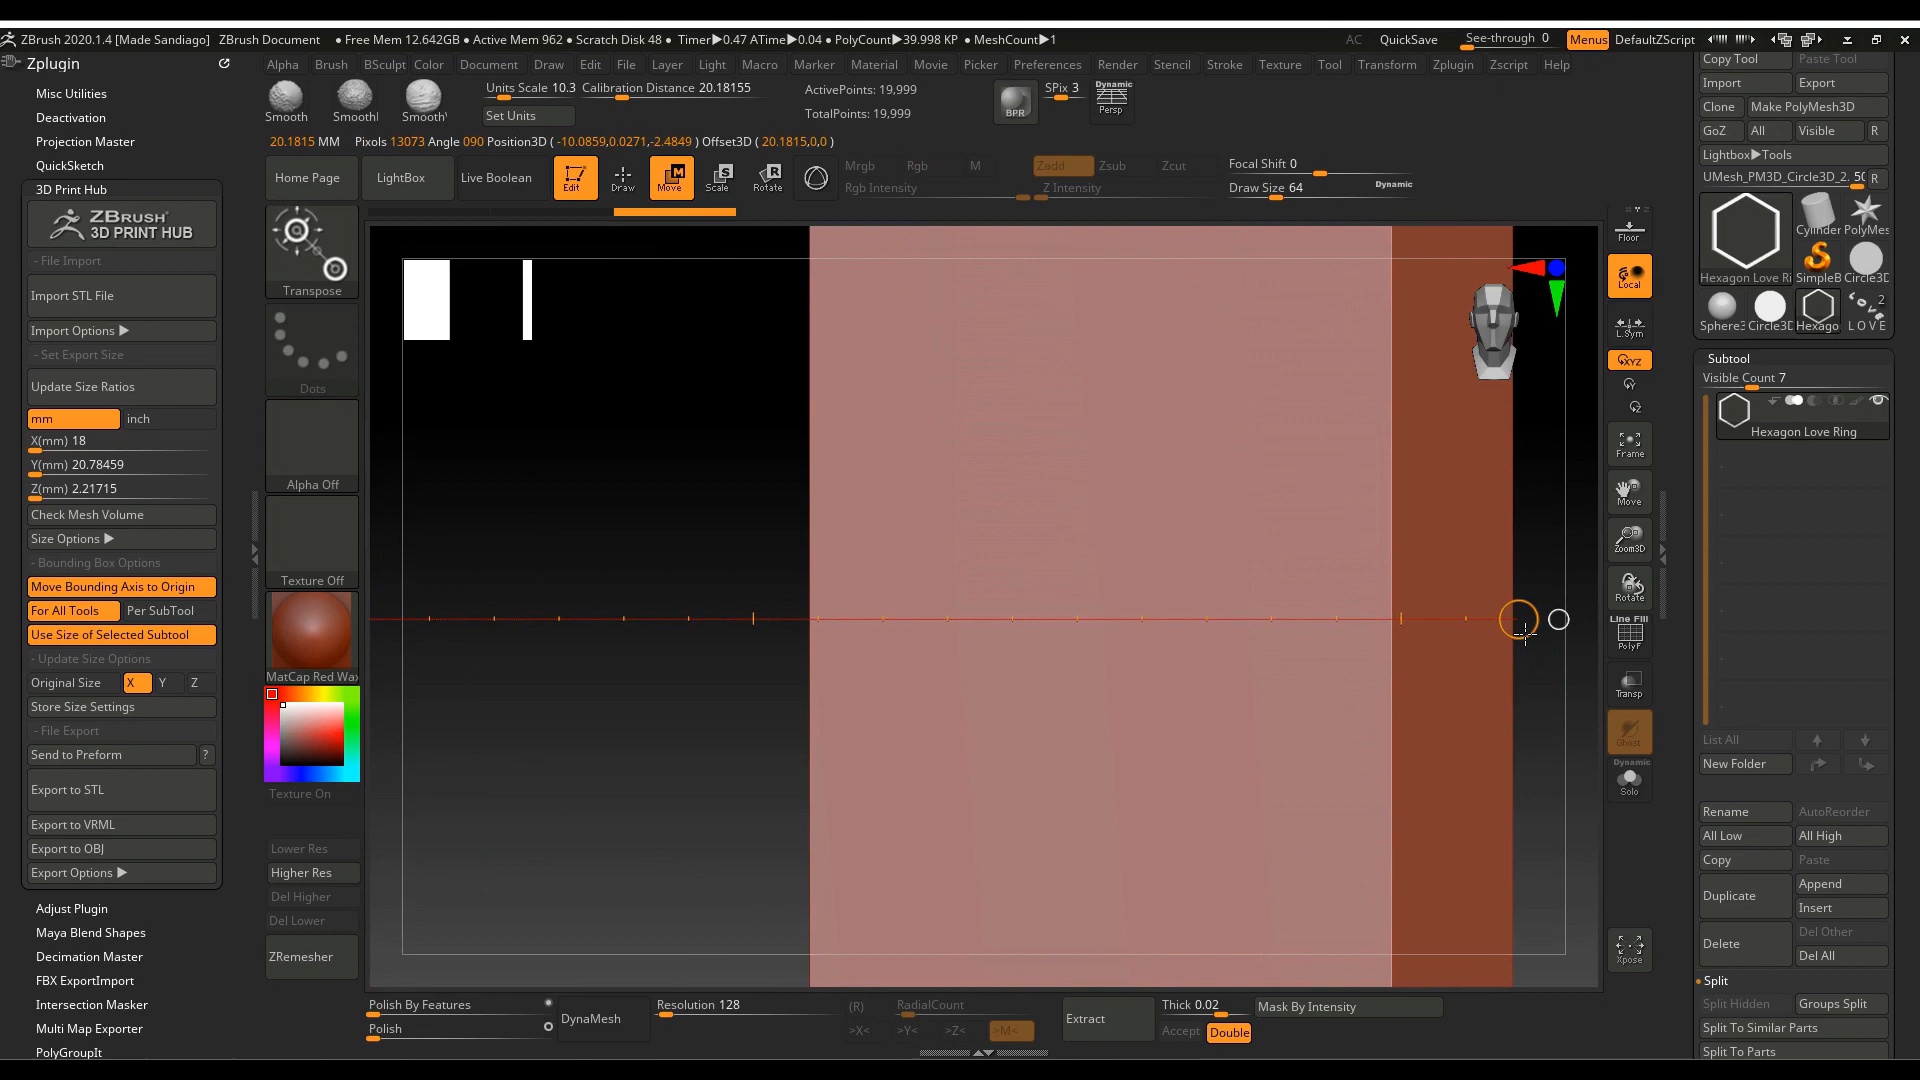 ZBrush 2020.1.4 [Made Sandiago] ZBrush Document • Free Mem 12.642GB • Active Mem 962 • Scratch Disk 48 • Timer▶0.47 ATime▶0.04 • PolyCount▶39.998 KP • MeshCount▶1 AC QuickSave See-through 0 Menus DefaultZScript
Zplugin
Alpha Brush BSculpt Color Document Draw Edit File Layer Light Macro Marker Material Movie Picker Preferences Render Stencil Stroke Texture Tool Transform Zplugin Zscript Help
Misc Utilities
Deactivation
Projection Master
QuickSketch
3D Print Hub
ZBRUSH
3D PRINT HUB
- File Import
Import STL File
Import Options ▶
- Set Export Size
Update Size Ratios
mm inch
X(mm) 18
Y(mm) 20.78459
Z(mm) 2.21715
Check Mesh Volume
Size Options ▶
- Bounding Box Options
Move Bounding Axis to Origin
For All Tools Per SubTool
Use Size of Selected Subtool
- Update Size Options
Original Size X Y Z
Store Size Settings
- File Export
Send to Preform ?
Export to STL
Export to VRML
Export to OBJ
Export Options ▶
Adjust Plugin
Maya Blend Shapes
Decimation Master
FBX ExportImport
Intersection Masker
Multi Map Exporter
PolyGroupIt
Smooth Smooth Smooth
Units Scale 10.3 Calibration Distance 20.18155
Set Units
ActivePoints: 19,999
TotalPoints: 19,999
BPR SPix 3 Dynamic
Persp
20.1815 MM Pixols 13073 Angle 090 Position3D ( -10.0859,0.0271,-2.4849 ) Offset3D ( 20.1815,0,0 )
Home Page LightBox Live Boolean Edit Draw Move Scale Rotate
Mrgb Rgb M Zadd Zsub Zcut
Rgb Intensity Z Intensity
Focal Shift 0
Draw Size 64 Dynamic
Transpose
Dots
Alpha Off
Texture Off
MatCap Red Wax
Texture On
Lower Res
Higher Res
Del Higher
Del Lower
ZRemesher
Floor
Local
L.Sym
XYZ
Y
Z
Frame
Move
Zoom3D
Rotate
Line Fill
PolyF
Transp
Ghost
Dynamic
Solo
Xpose
Polish By Features
Polish
DynaMesh
Resolution 128
(R) RadialCount
>X< >Y< >Z< >M<
Extract
Thick 0.02
Accept Double
Mask By Intensity
Copy Tool Paste Tool
Import Export
Clone Make PolyMesh3D
GoZ All Visible R
Lightbox▶Tools
UMesh_PM3D_Circle3D_2. 50 R
Hexagon Love Ri Cylinder PolyMes
SimpleB Circle3D
Sphere3 Circle3D Hexago L O V E
2
Subtool
Visible Count 7
Hexagon Love Ring
List All
New Folder
Rename AutoReorder
All Low All High
Copy Paste
Duplicate Append
Insert
Delete Del Other
Del All
Split
Split Hidden Groups Split
Split To Similar Parts
Split To Parts